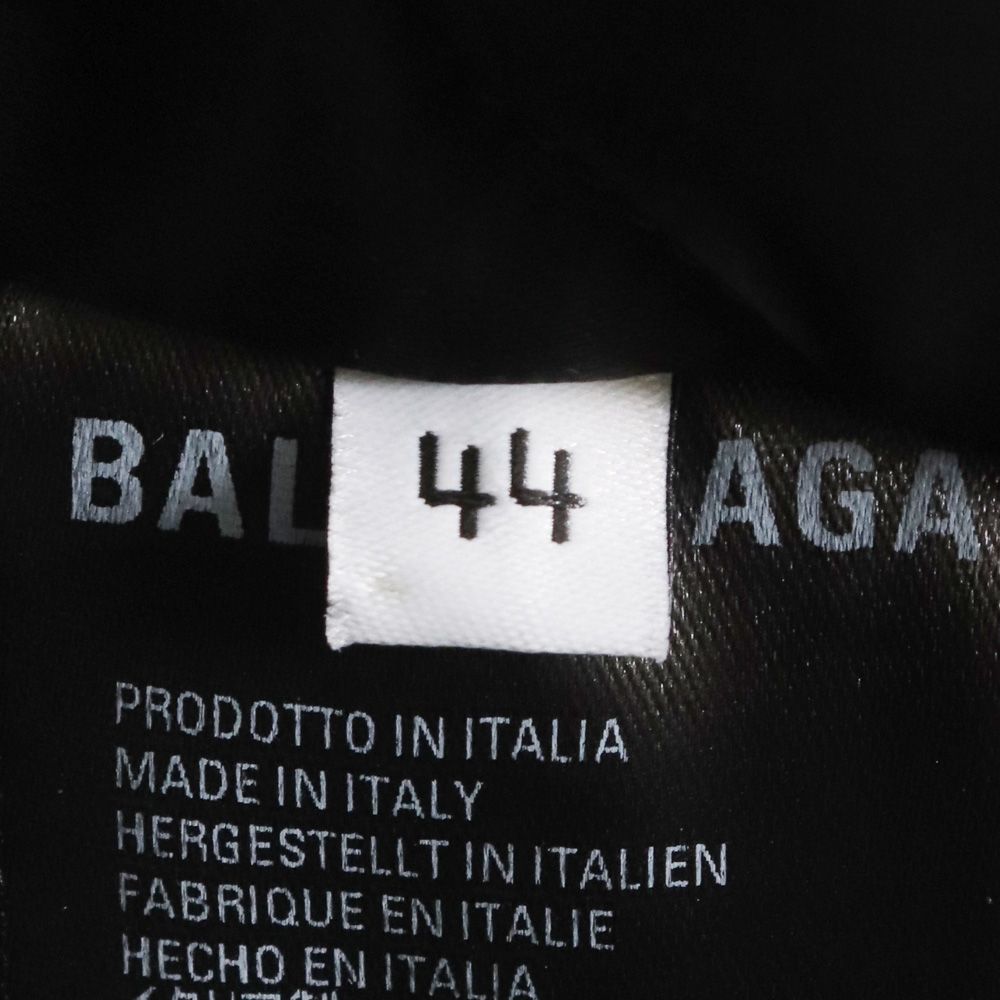 BAL 44 AGA
PRODOTTO IN ITALIA
MADE IN ITALY
HERGESTELLT IN ITALIEN
FABRIQUE EN ITALIE
HECHO EN ITALIA